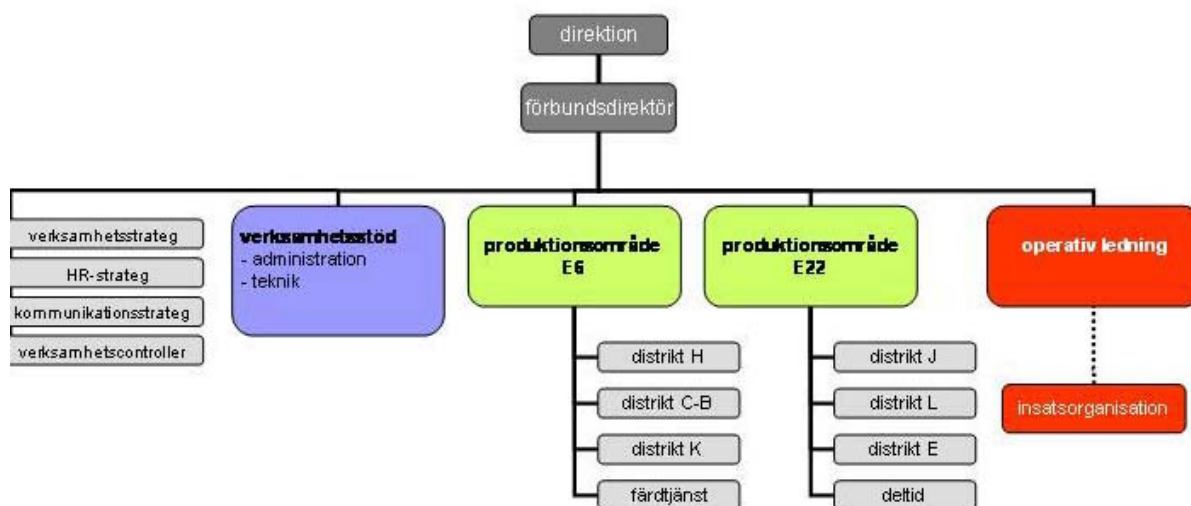 direktion
förbundsdirektör
verksamhetsstrateg
HR-strateg
kommunikationsstrateg
verksamhetscontroller
verksamhetsstöd
- administration
- teknik
produktionsområde
E6
distrikt H
distrikt C-B
distrikt K
färdtjänst
produktionsområde
E22
distrikt J
distrikt L
distrikt E
deltid
operativ ledning
insatsorganisation